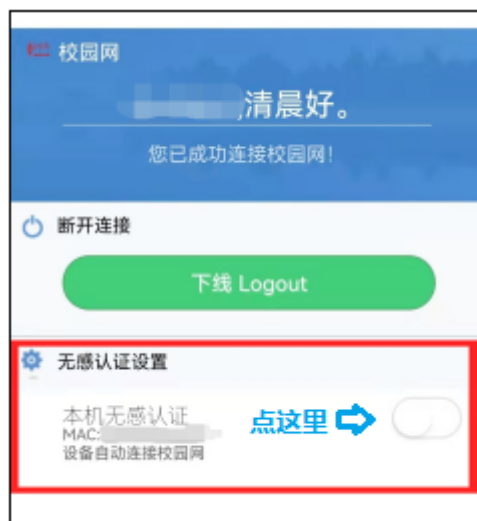 校园网
,清晨好。
您已成功连接校园网!
断开连接
下线 Logout
无感认证设置
本机无感认证
点这里
MAC:
设备自动连接校园网